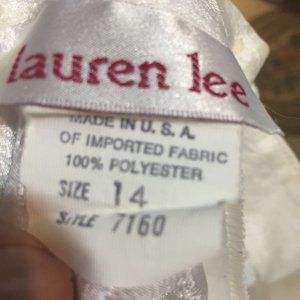 lauren lee
MADE IN U.S.A.
OF IMPORTED FABRIC
100% POLYESTER
SIZE 14
STYLE 7160